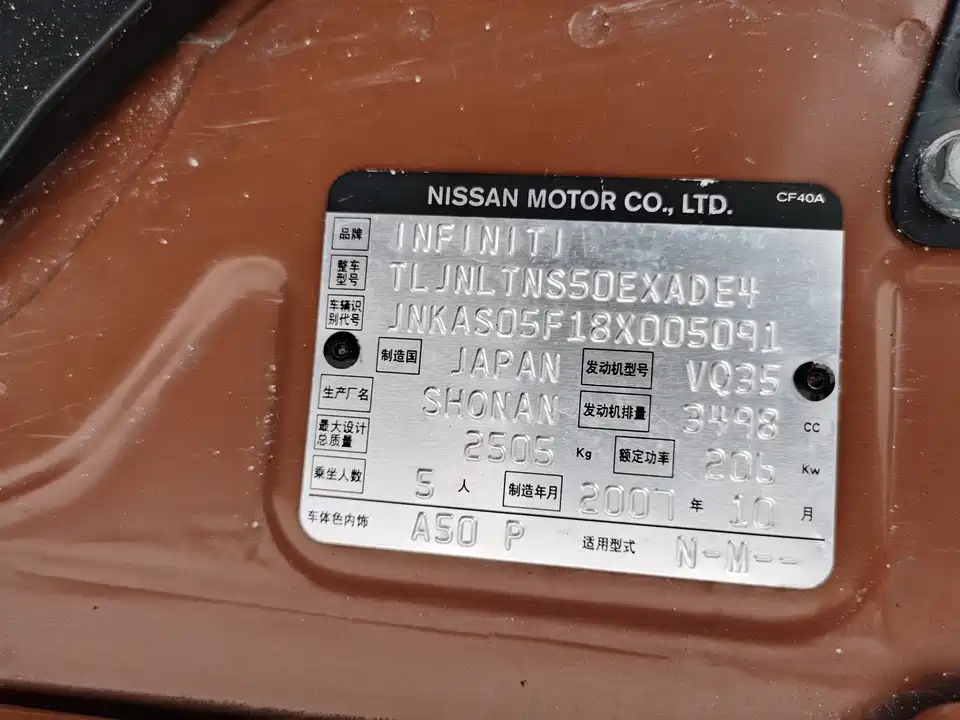 NISSAN MOTOR CO., LTD. CF40A
品牌 INFINITI
整车型号 TLJNLTNS50EXADE4
车辆识别代号 JNKAS05F18X005091
制造国 JAPAN 发动机型号 VQ35
生产厂名 SHONAN 发动机排量 3498 CC
最大设计总质量 2505 Kg 额定功率 206 Kw
乘坐人数 5 人 制造年月 2007 年 10 月
车体色内饰 A50 P 适用型式 N-M--